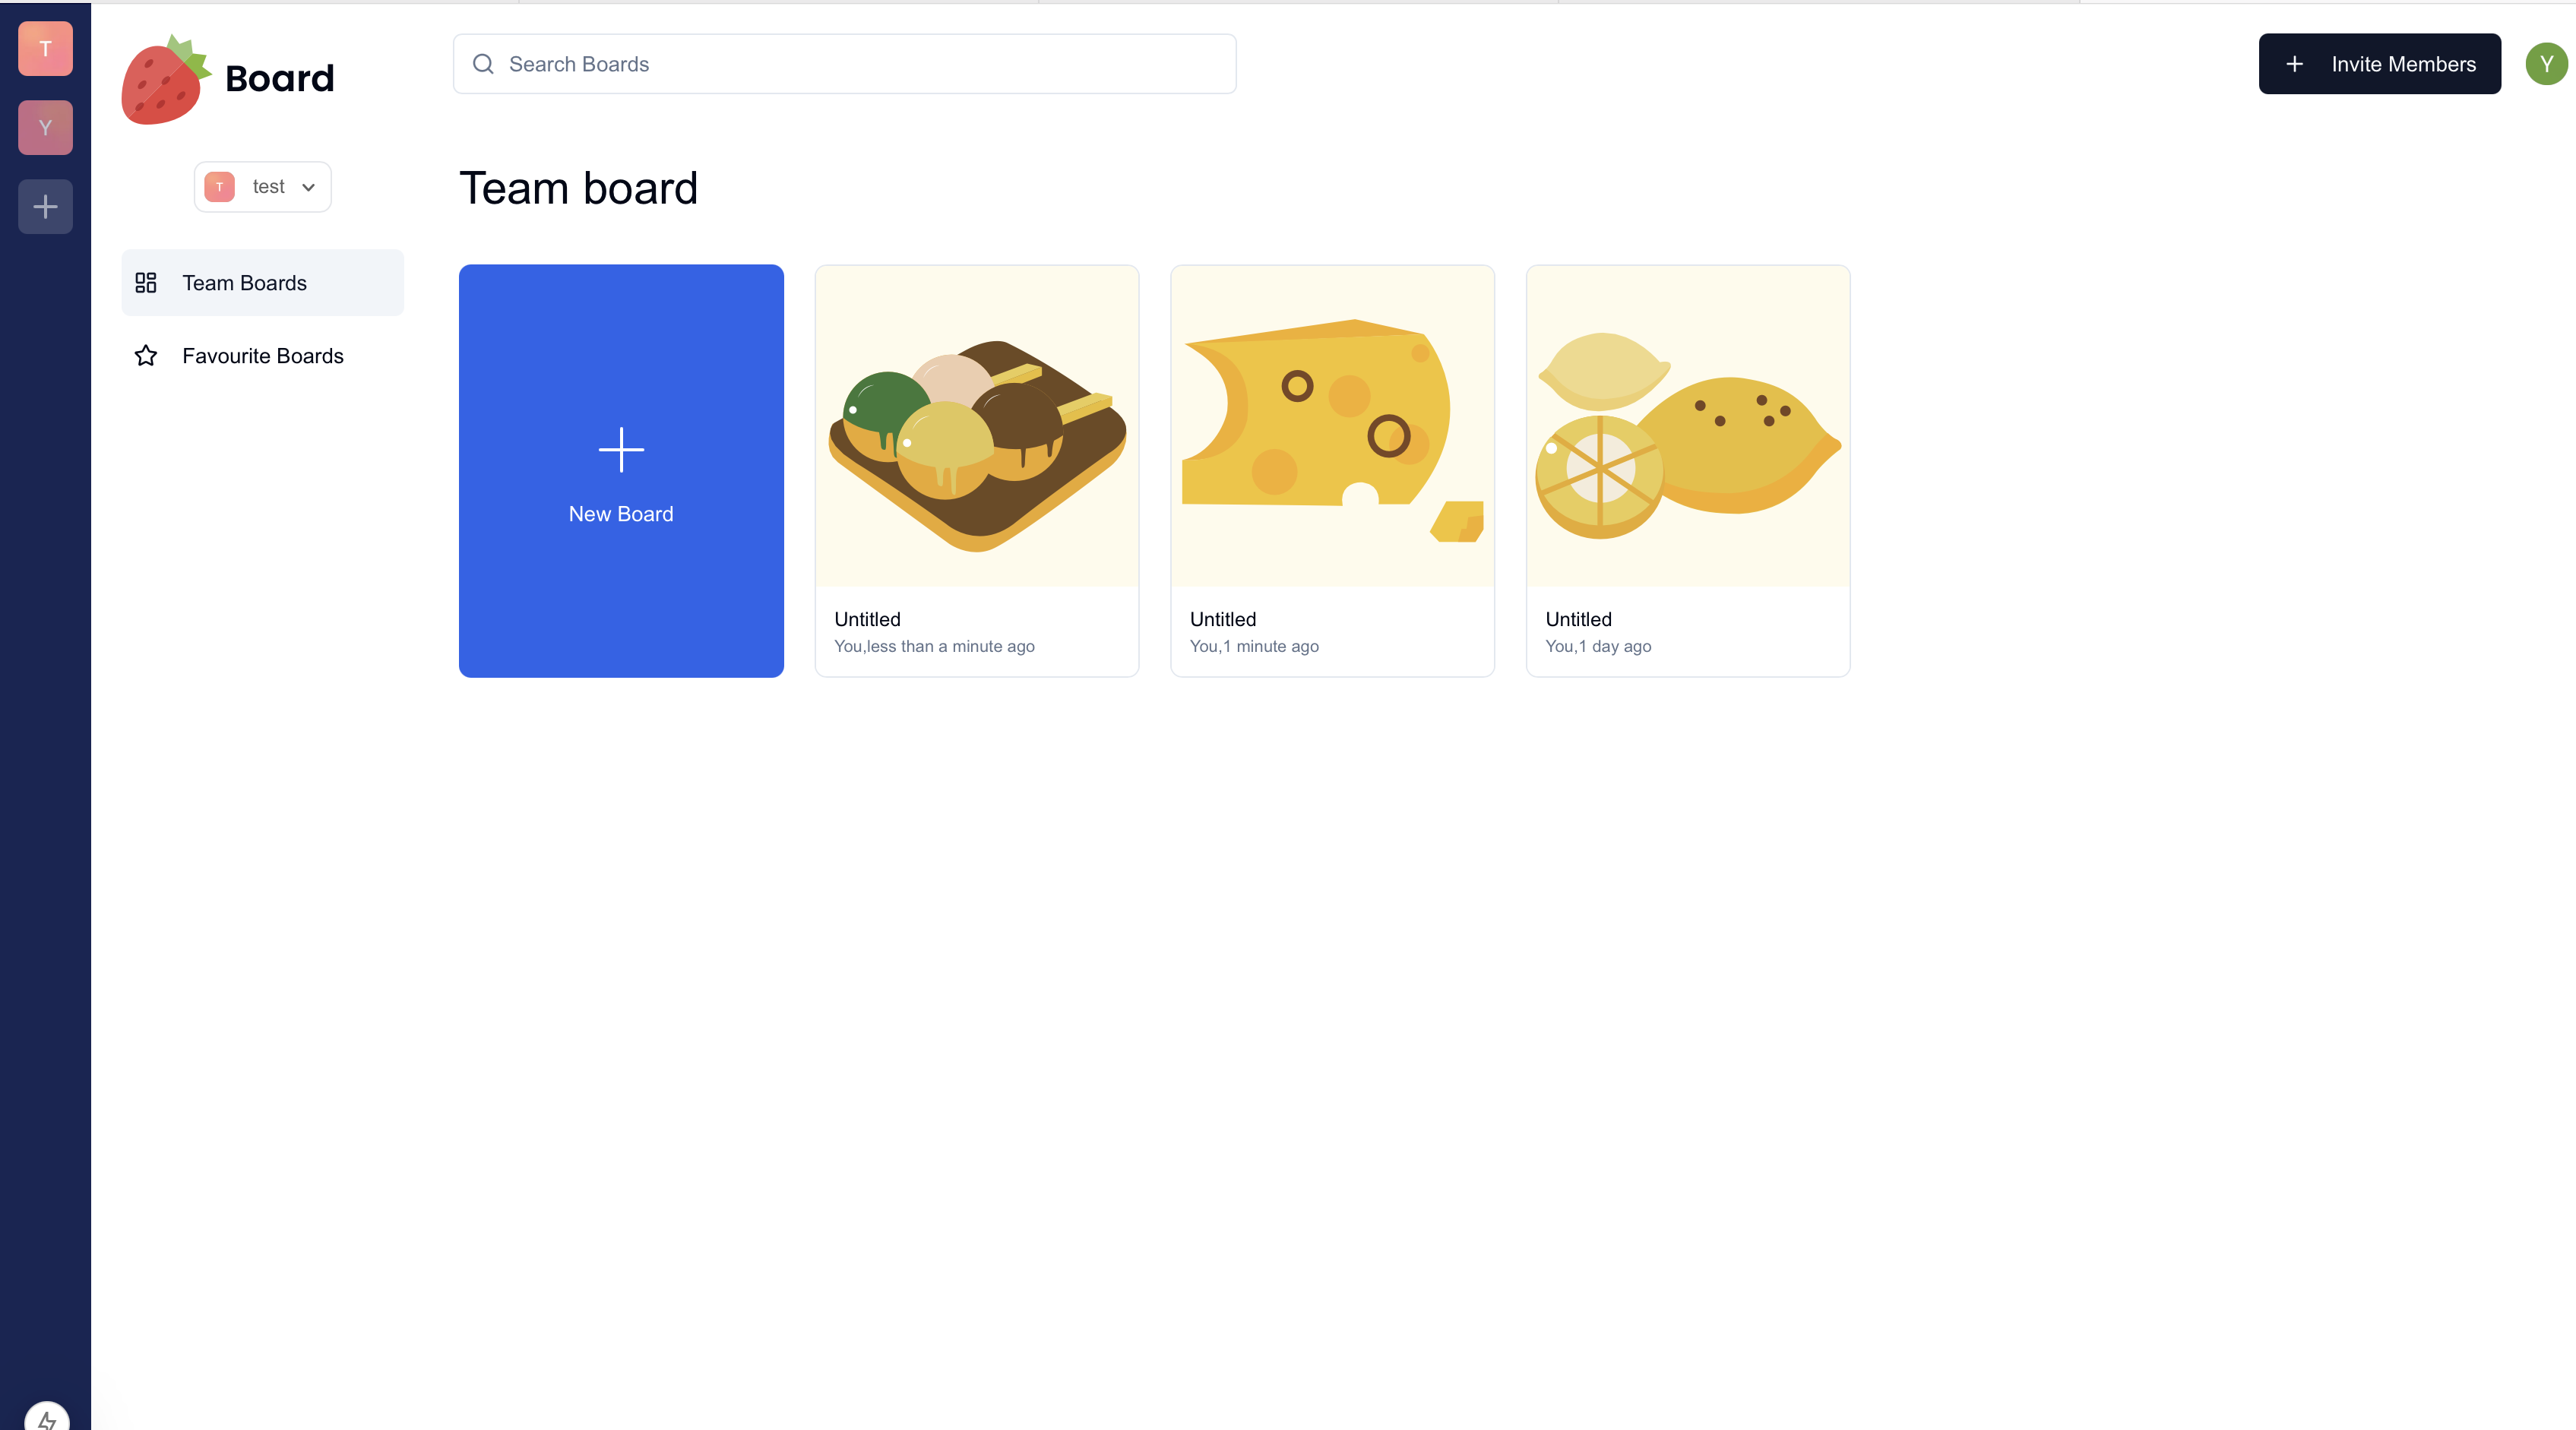 T
Y
Board
Search Boards
Invite Members
Y
T test
Team Boards
Favourite Boards
Team board
New Board
Untitled
You,less than a minute ago
Untitled
You,1 minute ago
Untitled
You,1 day ago